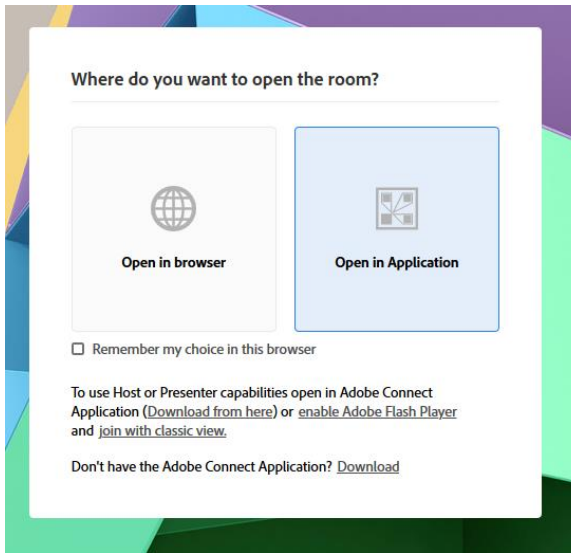 Where do you want to open the room?
Open in browser
Open in Application
Remember my choice in this browser
To use Host or Presenter capabilities open in Adobe Connect
Application (Download from here) or enable Adobe Flash Player
and join with classic view.
Don't have the Adobe Connect Application? Download